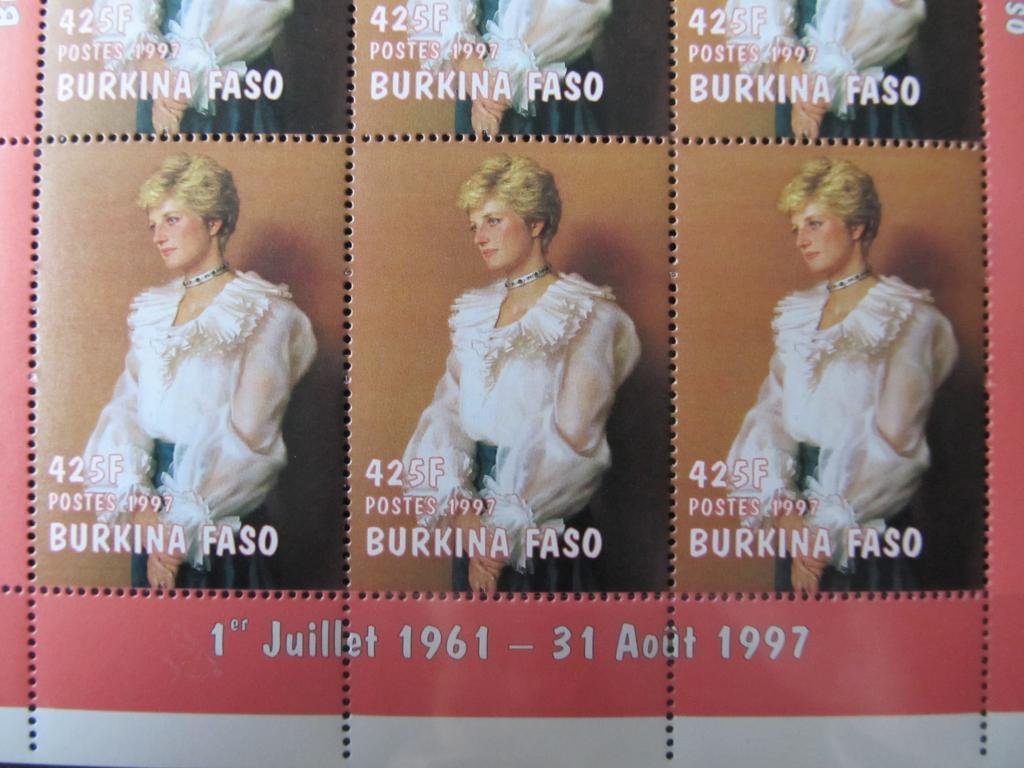 425F
POSTES 1997
BURKINA FASO
425F
POSTES 1997
BURKINA FASO
425F
POSTES 1997
BURKINA FASO
425F
POSTES 1997
BURKINA FASO
425F
POSTES 1997
BURKINA FASO
425F
POSTES 1997
BURKINA FASO
1er Juillet 1961 – 31 Août 1997